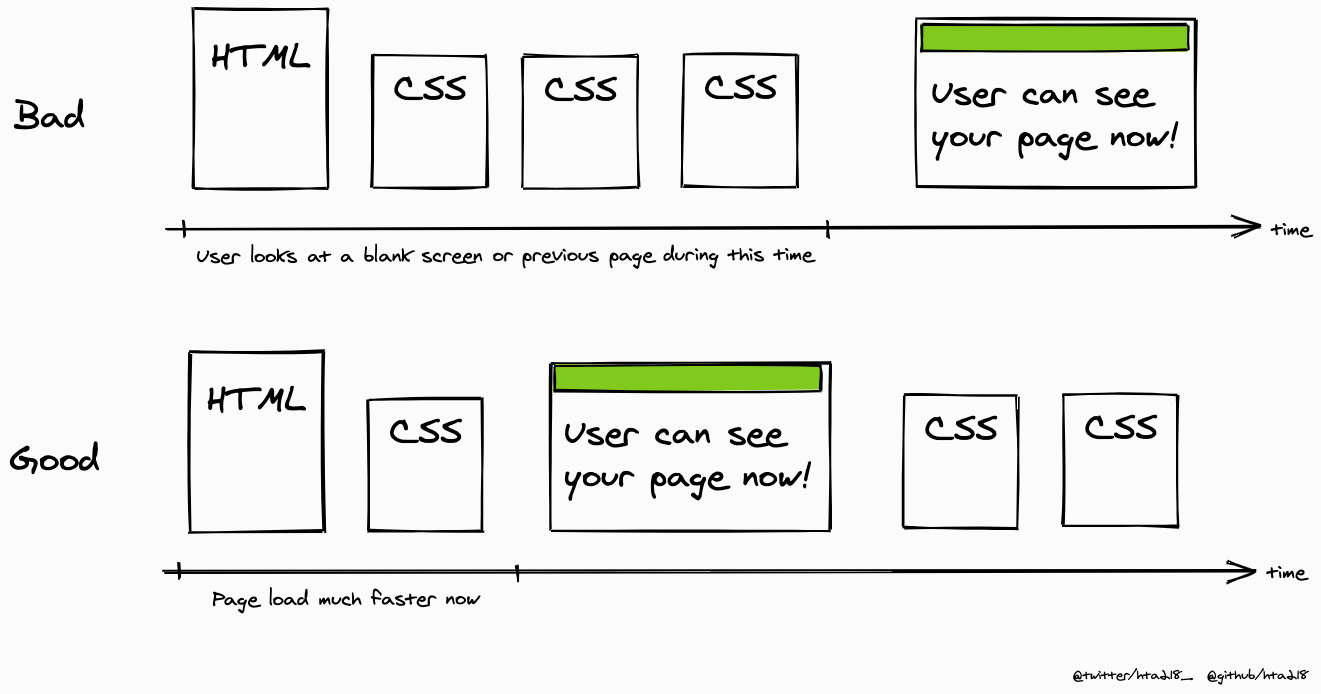 Bad
HTML
CSS
CSS
CSS
User can see
your page now!
time
User looks at a blank screen or previous page during this time
Good
HTML
CSS
User can see
your page now!
CSS
CSS
time
Page load much faster now
@twitter/htad18_ @github/htad18